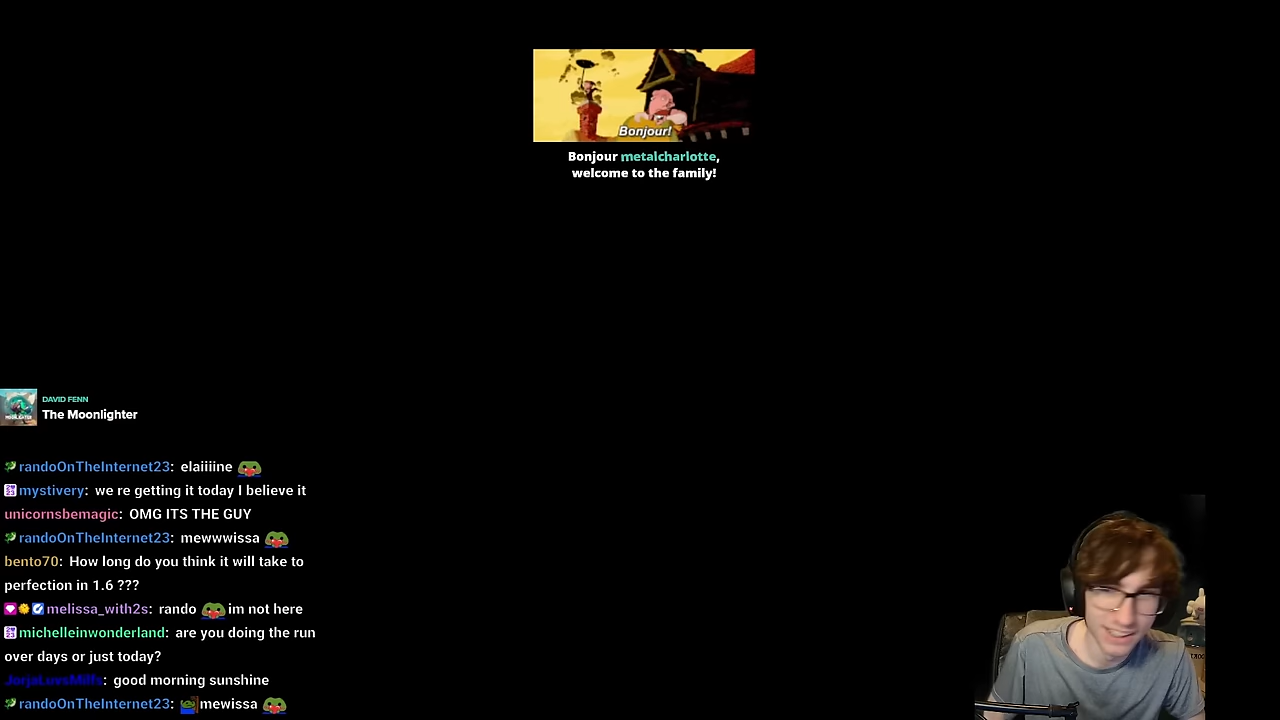 Bonjour!
Bonjour metalcharlotte,
welcome to the family!
DAVID FENN
The Moonlighter
randoOnTheInternet23: elaiiiine
mystivery: we re getting it today I believe it
unicornsbemagic: OMG ITS THE GUY
randoOnTheInternet23: mewwwissa
bento70: How long do you think it will take to
perfection in 1.6 ???
melissa_with2s: rando im not here
michelleinwonderland: are you doing the run
over days or just today?
JorjaLuvsMilfs: good morning sunshine
randoOnTheInternet23: mewissa